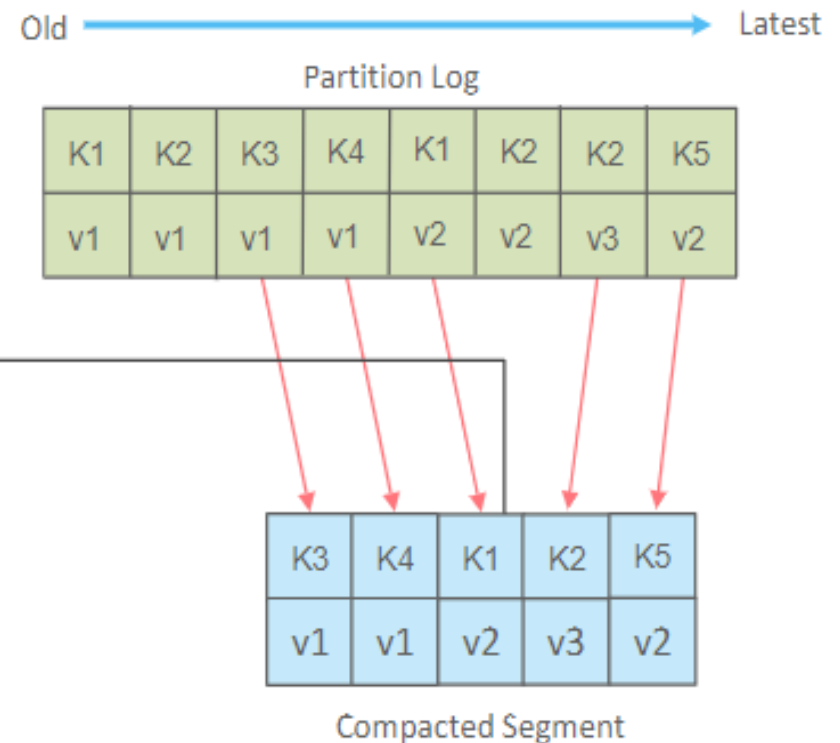 Old Latest
Partition Log
K1 K2 K3 K4 K1 K2 K2 K5
v1 v1 v1 v1 v2 v2 v3 v2
K3 K4 K1 K2 K5
v1 v1 v2 v3 v2
Compacted Segment